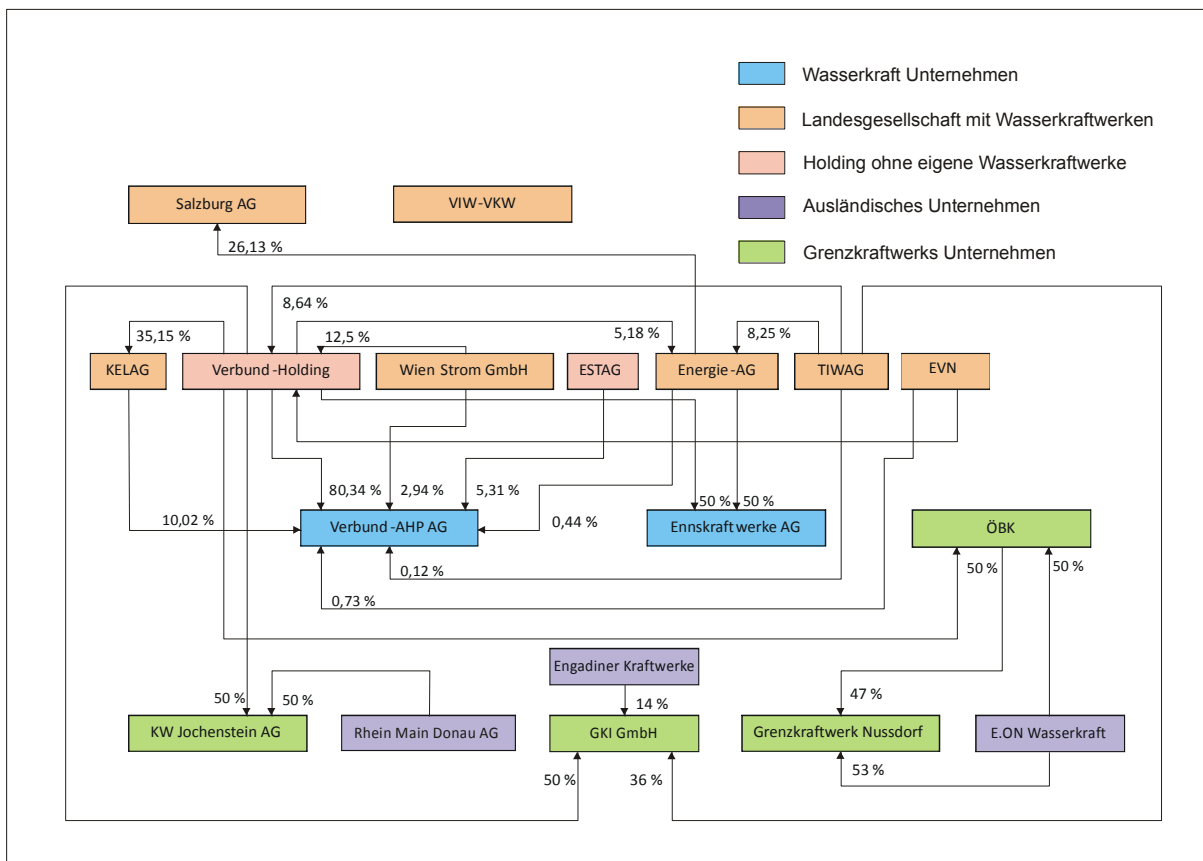 Wasserkraft Unternehmen
Landesgesellschaft mit Wasserkraftwerken
Holding ohne eigene Wasserkraftwerke
Ausländisches Unternehmen
Grenzkraftwerks Unternehmen
Salzburg AG
VIW-VKW
26,13 %
8,64 %
35,15 %
12,5 %
5,18 %
8,25 %
KELAG
Verbund -Holding
Wien Strom GmbH
ESTAG
Energie-AG
TIWAG
EVN
80,34 %
2,94 %
5,31 %
50 %
50 %
10,02 %
Verbund -AHP AG
0,44 %
Ennskraftwerke AG
ÖBK
0,12 %
50 %
50 %
0,73 %
Engadiner Kraftwerke
50 %
50 %
14 %
47 %
KW Jochenstein AG
Rhein Main Donau AG
GKI GmbH
Grenzkraftwerk Nussdorf
E.ON Wasserkraft
50 %
36 %
53 %